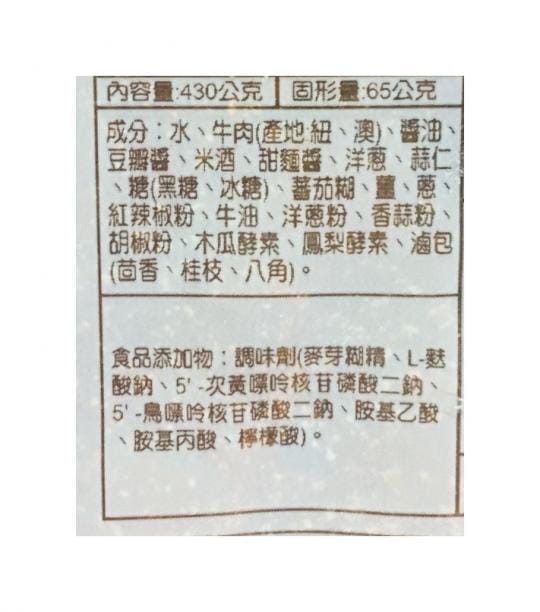 內容量:430公克
固形量:65公克
成分：水、牛肉(產地:紐、澳)、醬油、
豆瓣醬、米酒、甜麵醬、洋蔥、蒜仁
、糖(黑糖、冰糖)、蕃茄糊、薑、蔥、
紅辣椒粉、牛油、洋蔥粉、香蒜粉、
胡椒粉、木瓜酵素、鳳梨酵素、滷包
(茴香、桂枝、八角)。
食品添加物：調味劑(麥芽糊精、L-麩
酸鈉、5'-次黃嘌呤核甘磷酸二鈉、
5'-鳥嘌呤核甘磷酸二鈉、胺基乙酸
、胺基丙酸、檸檬酸)。